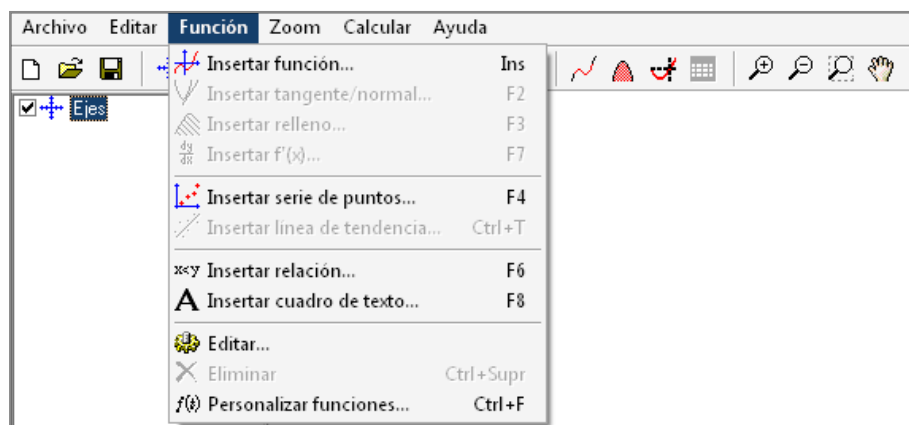 Archivo Editar Función Zoom Calcular Ayuda
Insertar función... Ins
Insertar tangente/normal... F2
Insertar relleno... F3
dy
dx Insertar f'(x)... F7
Insertar serie de puntos... F4
Insertar línea de tendencia... Ctrl+T
x<y Insertar relación... F6
A Insertar cuadro de texto... F8
Editar...
Eliminar Ctrl+Supr
Personalizar funciones... Ctrl+F
Ejes